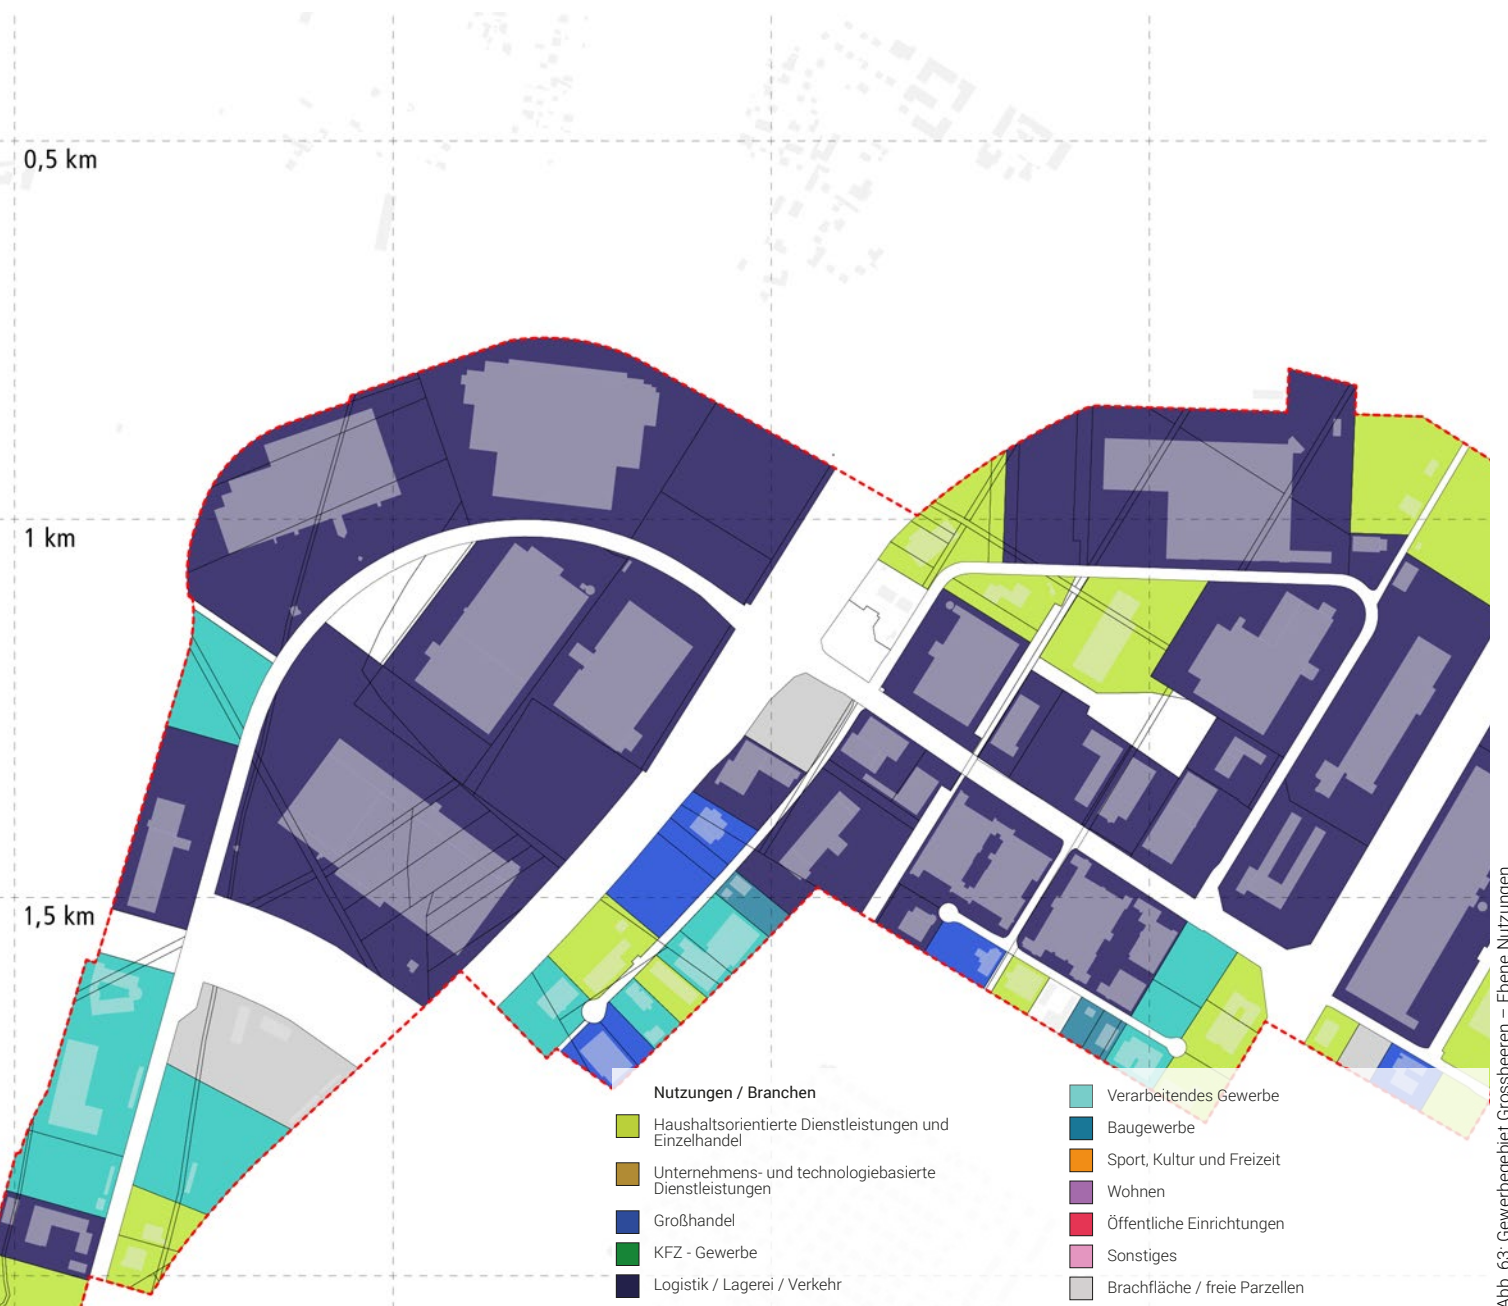 0,5 km
1 km
1,5 km
Nutzungen / Branchen
Haushaltsorientierte Dienstleistungen und
Einzelhandel
Unternehmens- und technologiebasierte
Dienstleistungen
Großhandel
KFZ - Gewerbe
Logistik / Lagerei / Verkehr
Verarbeitendes Gewerbe
Baugewerbe
Sport, Kultur und Freizeit
Wohnen
Öffentliche Einrichtungen
Sonstiges
Brachfläche / freie Parzellen
Abb. 63: Gewerbegebiet Grossbeeren – Ebene Nutzungen